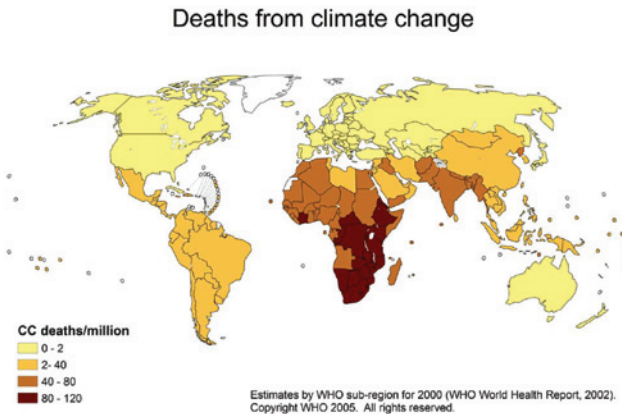 Deaths from climate change
CC deaths/million
0 - 2
2- 40
40 - 80
80 - 120
Estimates by WHO sub-region for 2000 (WHO World Health Report, 2002).
Copyright WHO 2005. All rights reserved.